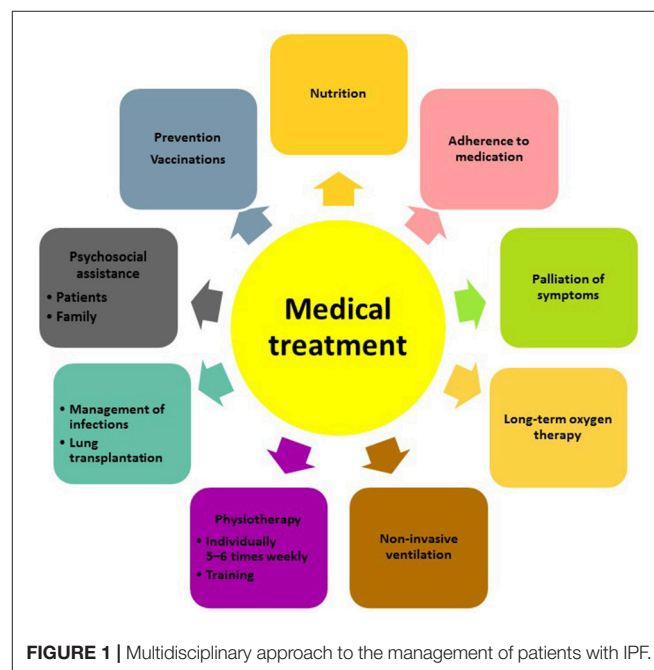 Nutrition
Adherence to
medication
Palliation of
symptoms
Long-term oxygen
therapy
Non-invasive
ventilation
Physiotherapy
• Individually
5–6 times weekly
• Training
• Management of
infections
• Lung
transplantation
Psychosocial
assistance
• Patients
• Family
Prevention
Vaccinations
Medical
treatment
FIGURE 1 | Multidisciplinary approach to the management of patients with IPF.